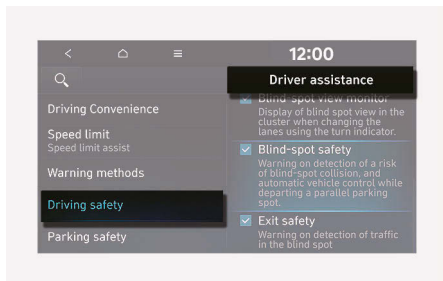 12:00
Driver assistance
Driving Convenience
Speed limit
Speed limit assist
Warning methods
Driving safety
Parking safety
Blind-spot view monitor
Display of blind spot view in the
cluster when changing the
lanes using the turn indicator.
Blind-spot safety
Warning on detection of a risk
of blind-spot collision, and
automatic vehicle control while
departing a parallel parking
spot.
Exit safety
Warning on detection of traffic
in the blind spot